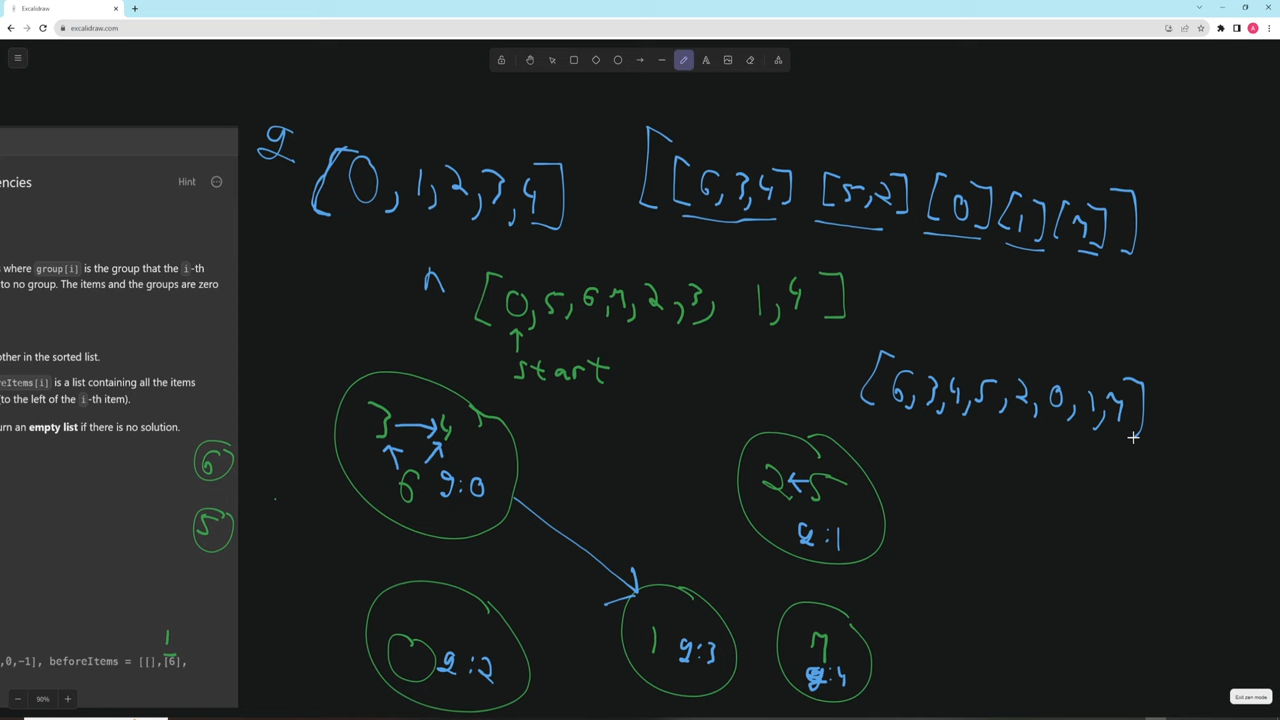 Excalidraw
excalidraw.com
g [0, 1, 2, 3, 4] [[6, 3, 4] [5, 2] [0] [1] [7]]
encies
Hint
s where group[i] is the group that the i-th
to no group. The items and the groups are zero
n [0, 5, 6, 7, 2, 3, 1, 4]
start
other in the sorted list.
reItems[i] is a list containing all the items
(to the left of the i-th item).
urn an empty list if there is no solution.
[6, 3, 4, 5, 2, 0, 1, 7]
3 → 4
6 g:0
2 ← 5
g:1
6
5
0 g:2
1 g:3
7
g:4
1
,0,-1], beforeItems = [[],[6],
90%
Exit zen mode